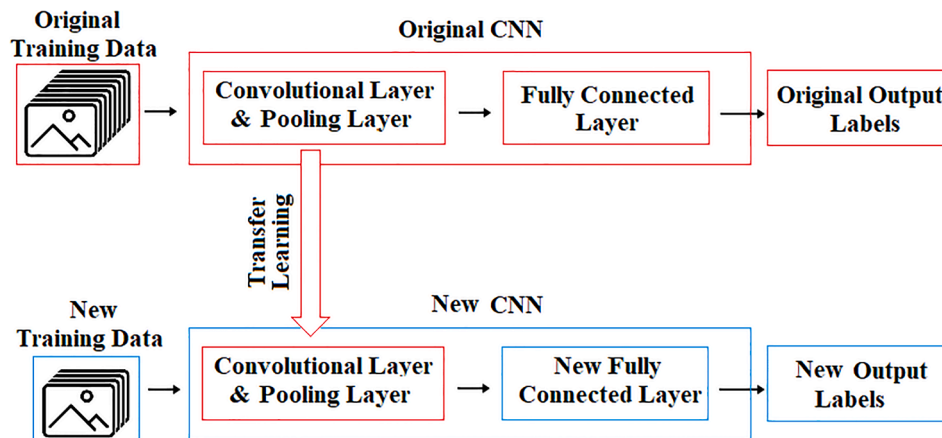 Original
Training Data
Original CNN
Convolutional Layer
& Pooling Layer
Fully Connected
Layer
Original Output
Labels
Transfer
Learning
New
Training Data
New CNN
Convolutional Layer
& Pooling Layer
New Fully
Connected Layer
New Output
Labels